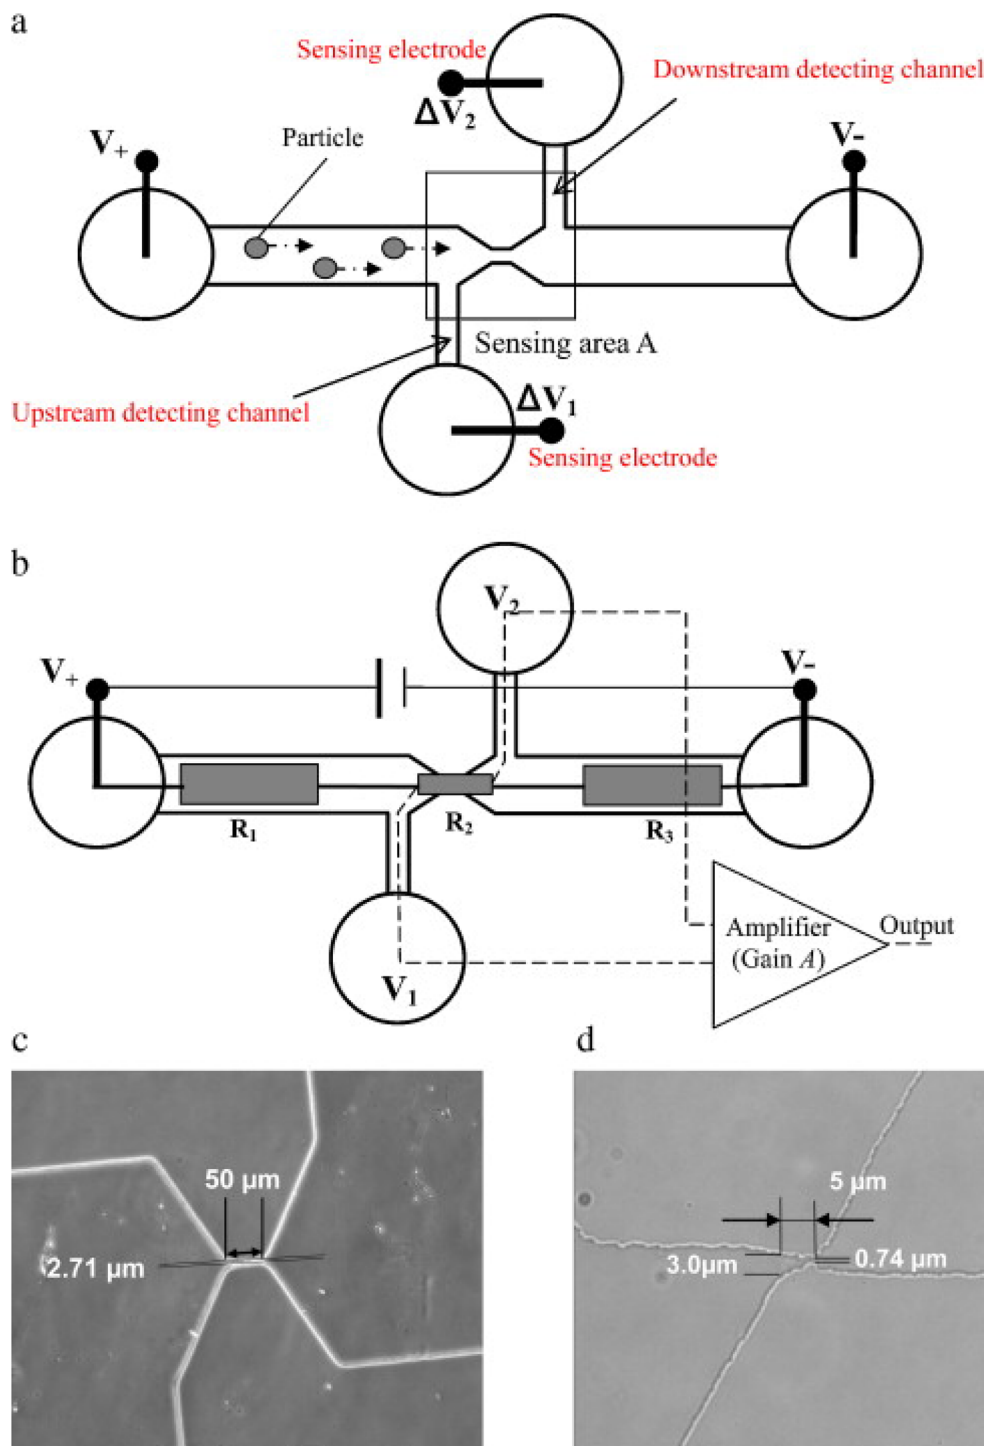 a
Sensing electrode
Downstream detecting channel
ΔV2
V+
Particle
V-
Sensing area A
Upstream detecting channel
ΔV1
Sensing electrode
b
V2
V+
V-
R1
R2
R3
Amplifier
(Gain A)
Output
V1
c
d
50 µm
2.71 µm
5 µm
3.0µm
0.74 µm